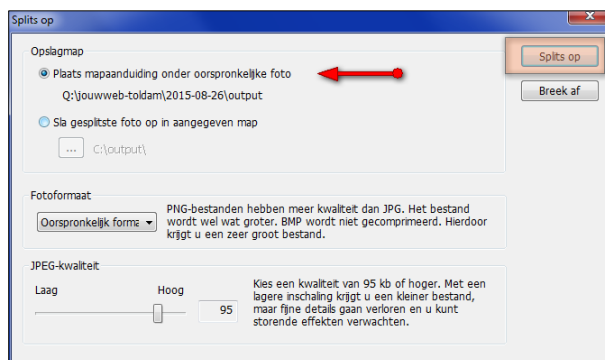 Splits op
Opslagmap
Plaats mapaanduiding onder oorspronkelijke foto
Q:\jouwweb-toldam\2015-08-26\output
Sla gesplitste foto op in aangegeven map
... C:\output\
Splits op
Breek af
Fotoformaat
Oorspronkelijk forma
PNG-bestanden hebben meer kwaliteit dan JPG. Het bestand
wordt wel wat groter. BMP wordt niet gecomprimeerd. Hierdoor
krijgt u een zeer groot bestand.
JPEG-kwaliteit
Laag Hoog
95
Kies een kwaliteit van 95 kb of hoger. Met een
lagere inschaling krijgt u een kleiner bestand,
maar fijne details gaan verloren en u kunt
storende effekten verwachten.